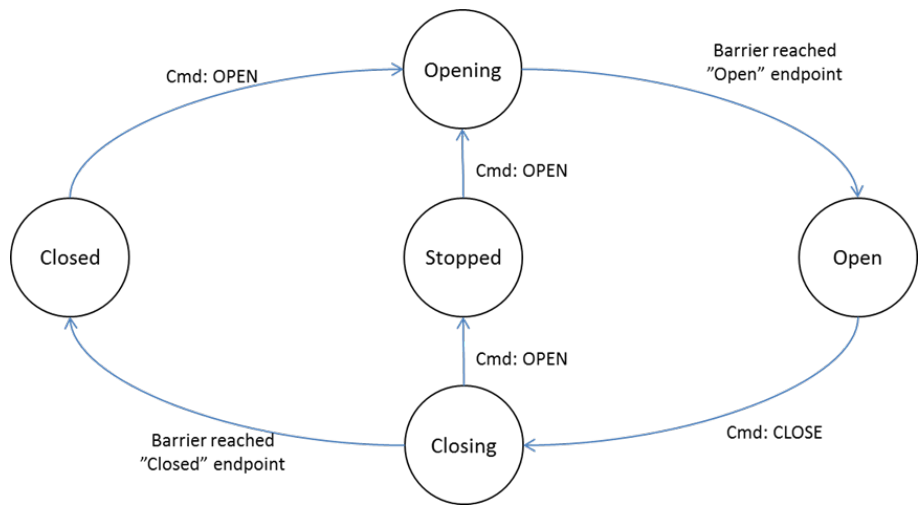 Opening
Barrier reached
”Open” endpoint
Cmd: OPEN
Cmd: OPEN
Closed
Stopped
Open
Cmd: OPEN
Barrier reached
”Closed” endpoint
Closing
Cmd: CLOSE